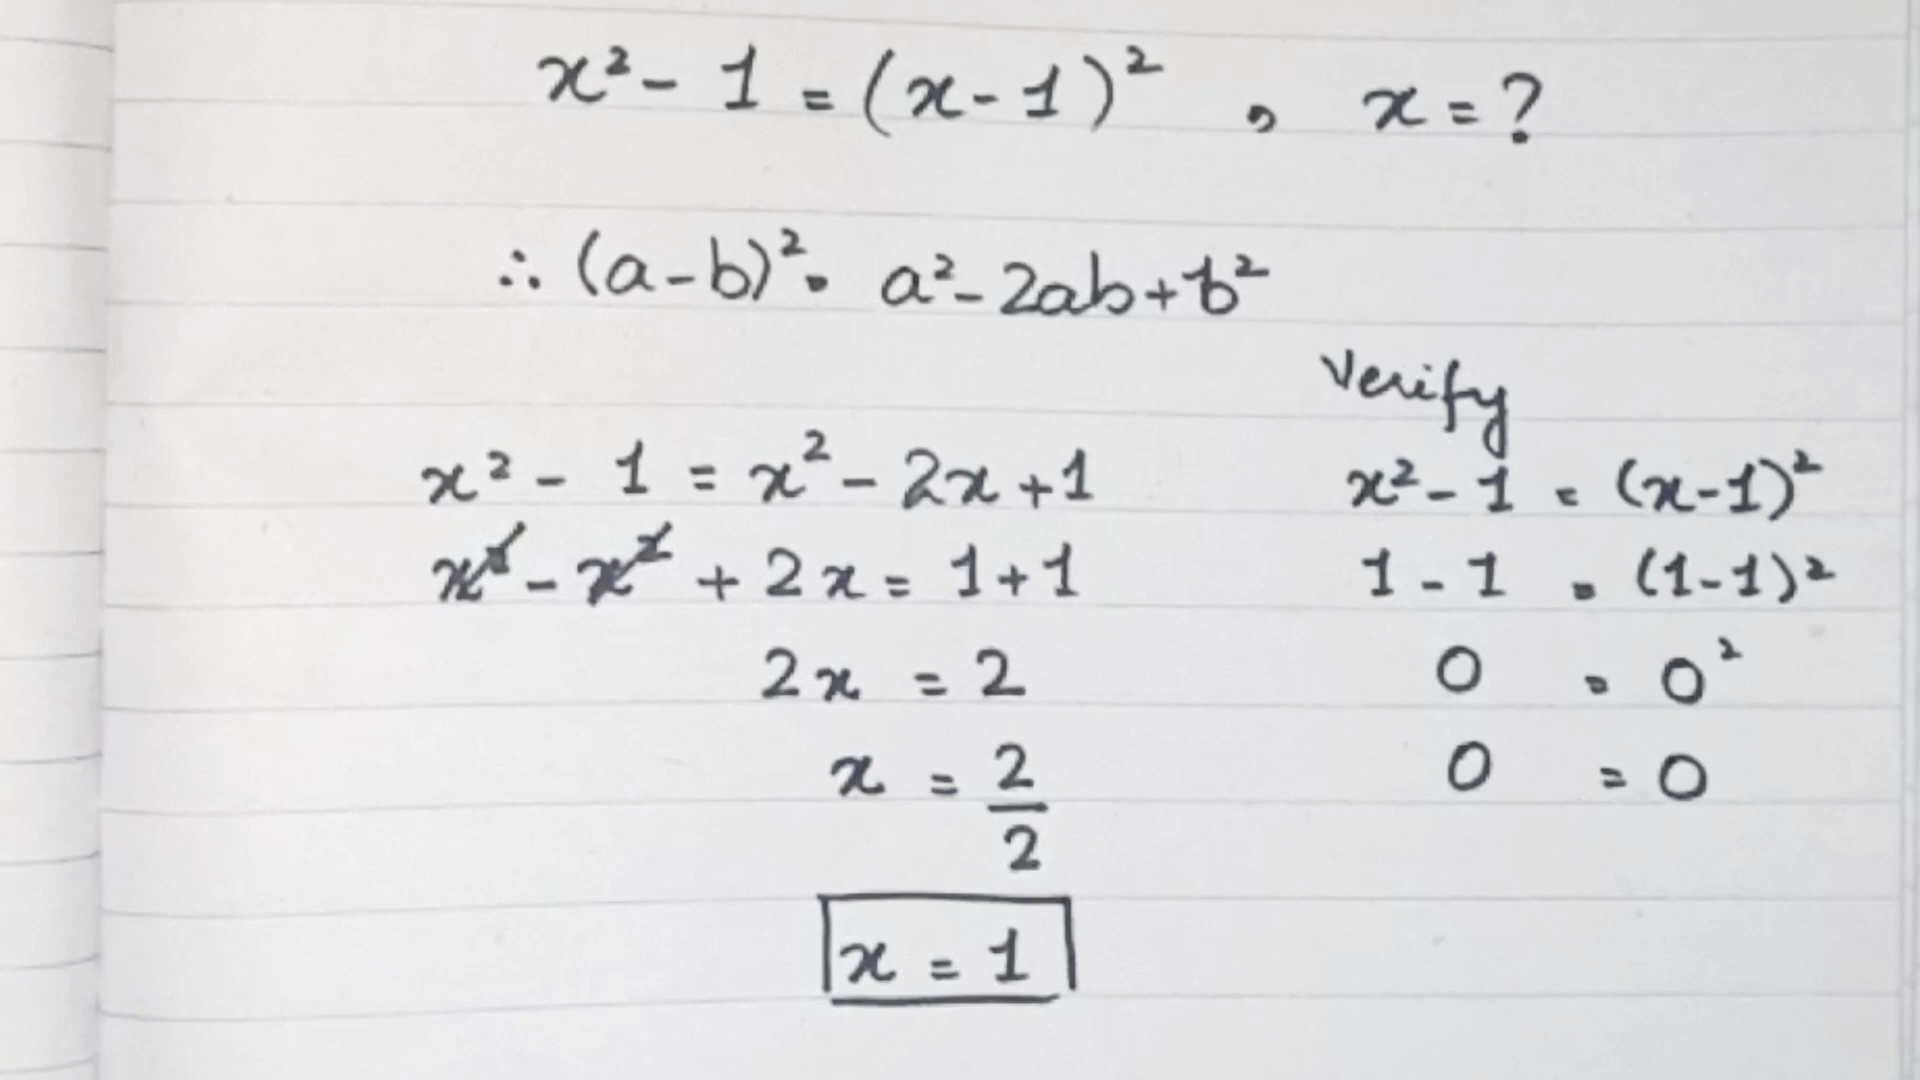 x² - 1 = (x-1)² , x = ?
∴ (a-b)² = a² - 2ab + b²
x² - 1 = x² - 2x + 1
x² - x² + 2x = 1+1
2x = 2
x = 2/2
x = 1
Verify
x² - 1 = (x-1)²
1 - 1 = (1-1)²
0 = 0²
0 = 0